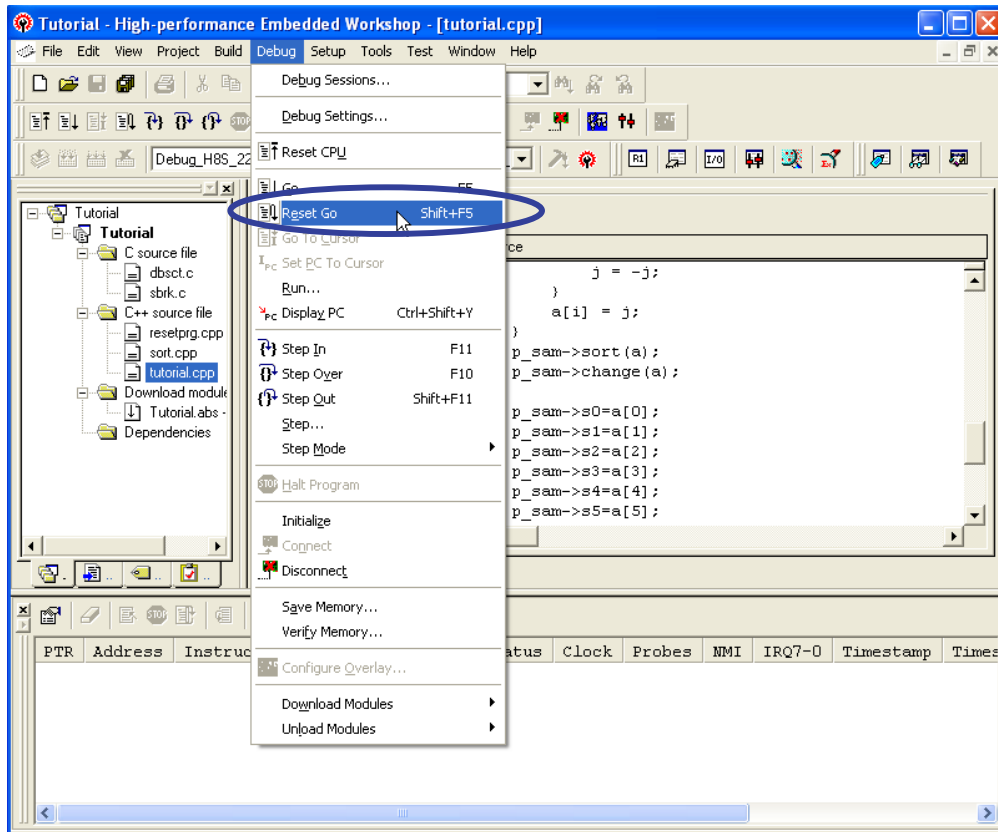 Tutorial - High-performance Embedded Workshop - [tutorial.cpp]
File Edit View Project Build Debug Setup Tools Test Window Help
Debug_H8S_22
R1
I/O
Debug Sessions...
Debug Settings...
Reset CPU
Go F5
Reset Go Shift+F5
Go To Cursor
Set PC To Cursor
Run...
Display PC Ctrl+Shift+Y
Step In F11
Step Over F10
Step Out Shift+F11
Step...
Step Mode
STOP Halt Program
Initialize
Connect
Disconnect
Save Memory...
Verify Memory...
Configure Overlay...
Download Modules
Unload Modules
Tutorial
Tutorial
C source file
dbsct.c
sbrk.c
C++ source file
resetprg.cpp
sort.cpp
tutorial.cpp
Download module
Tutorial.abs -
Dependencies
rce
j = -j;
}
a[i] = j;
}
p_sam->sort(a);
p_sam->change(a);
p_sam->s0=a[0];
p_sam->s1=a[1];
p_sam->s2=a[2];
p_sam->s3=a[3];
p_sam->s4=a[4];
p_sam->s5=a[5];
PTR Address Instruc atus Clock Probes NMI IRQ7-0 Timestamp Times